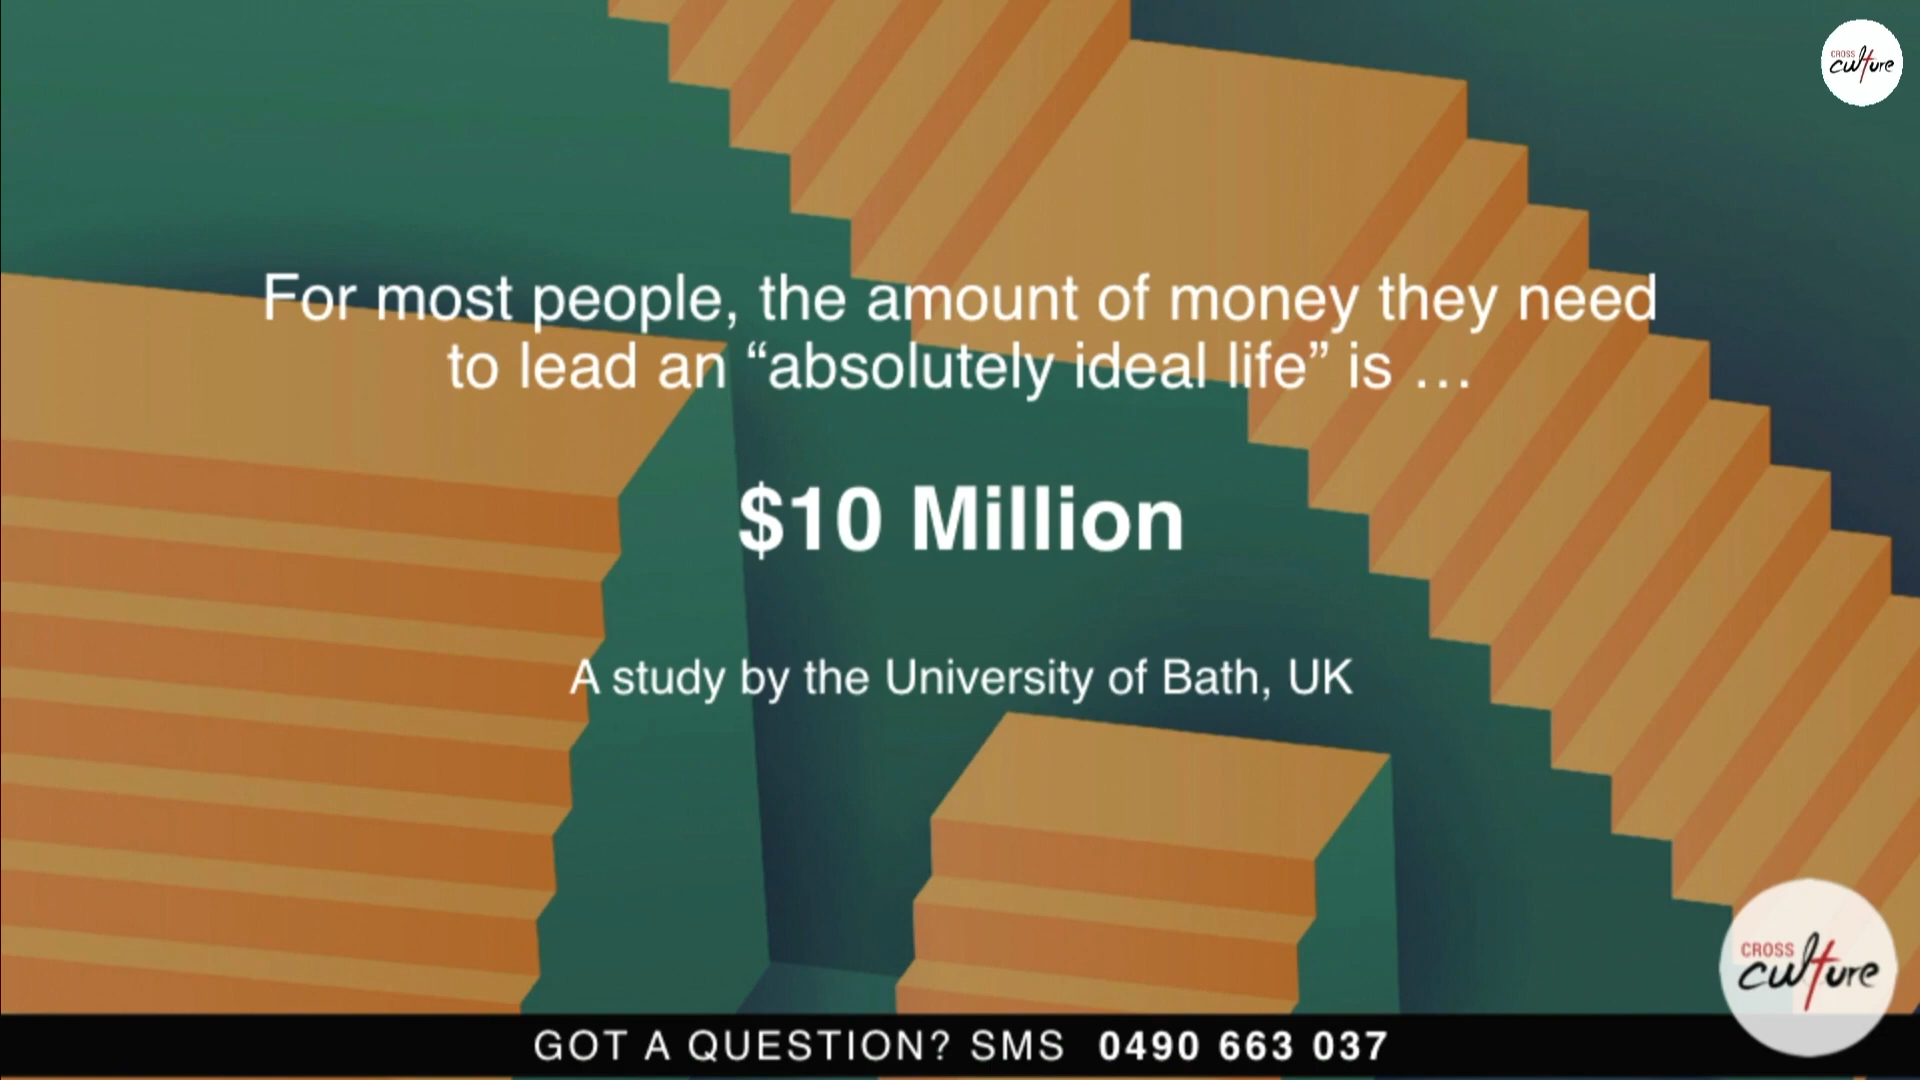 CROSS
culture
For most people, the amount of money they need
to lead an “absolutely ideal life” is …
$10 Million
A study by the University of Bath, UK
CROSS
culture
GOT A QUESTION? SMS 0490 663 037